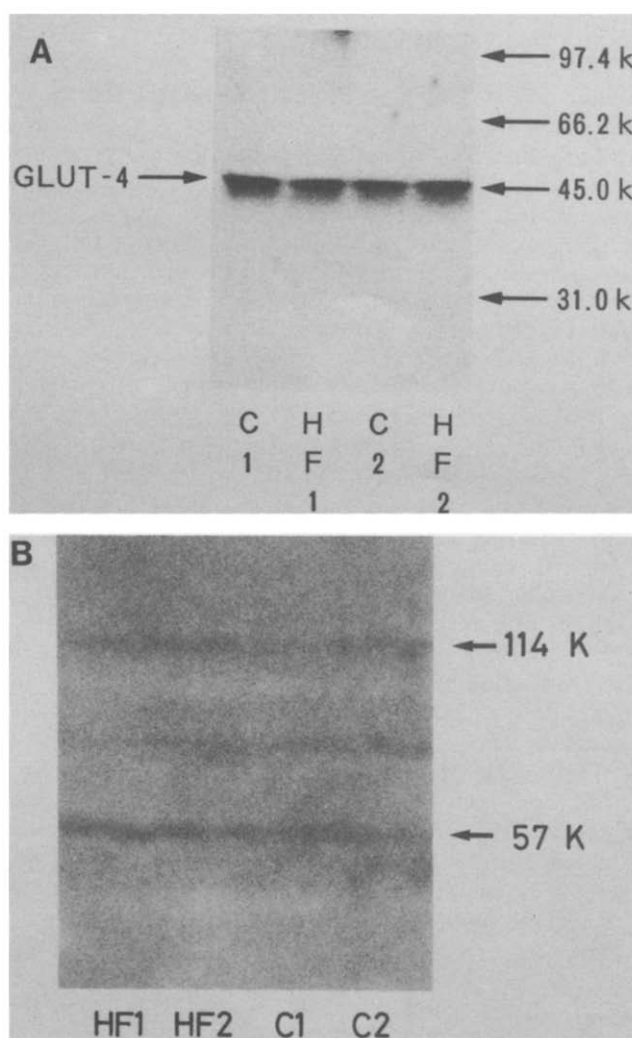 A
97.4 k
66.2 k
GLUT-4
45.0 k
31.0 k
C H C H
1 F 2 F
1 2
B
114 K
57 K
HF1 HF2 C1 C2